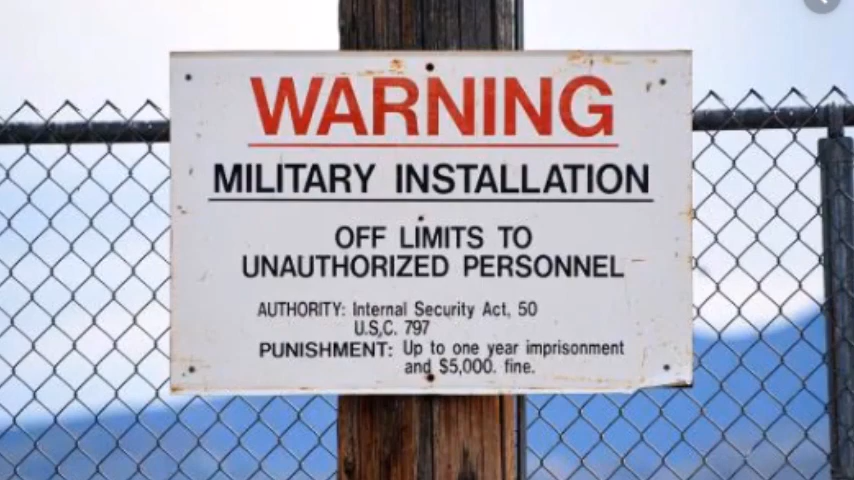 WARNING
MILITARY INSTALLATION
OFF LIMITS TO
UNAUTHORIZED PERSONNEL
AUTHORITY: Internal Security Act, 50
U.S.C. 797
PUNISHMENT: Up to one year imprisonment
and $5,000. fine.